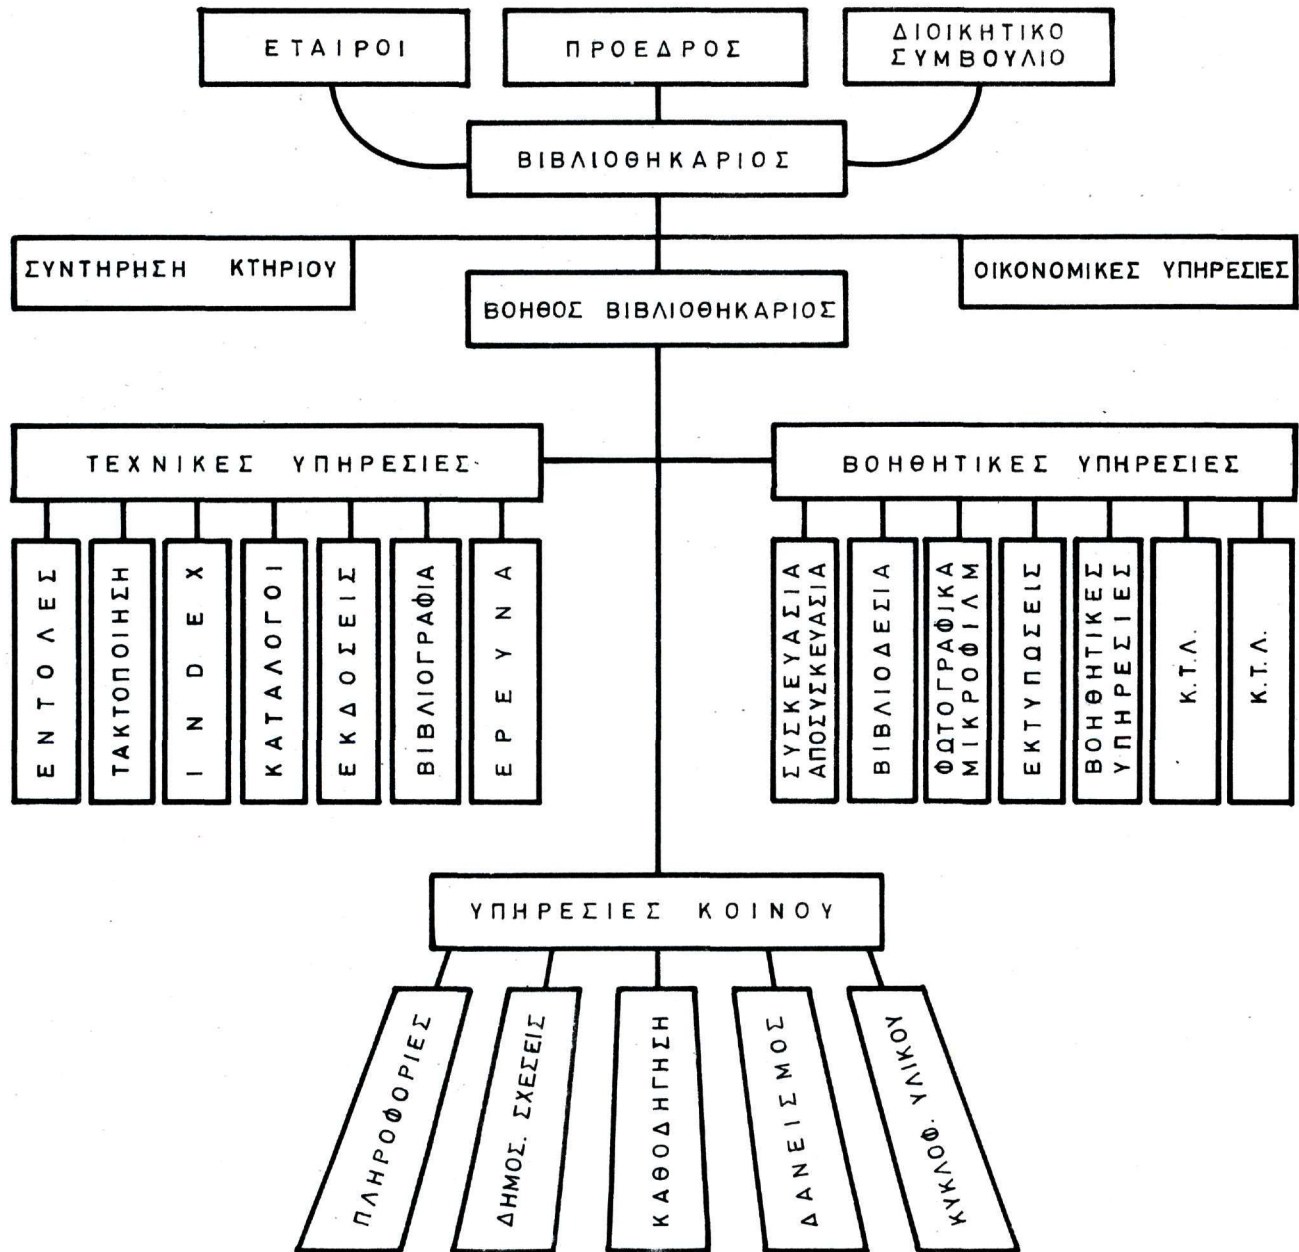 ΕΤΑΙΡΟΙ
ΠΡΟΕΔΡΟΣ
ΔΙΟΙΚΗΤΙΚΟ
ΣΥΜΒΟΥΛΙΟ
ΒΙΒΛΙΟΘΗΚΑΡΙΟΣ
ΣΥΝΤΗΡΗΣΗ ΚΤΗΡΙΟΥ
ΟΙΚΟΝΟΜΙΚΕΣ ΥΠΗΡΕΣΙΕΣ
ΒΟΗΘΟΣ ΒΙΒΛΙΟΘΗΚΑΡΙΟΣ
ΤΕΧΝΙΚΕΣ ΥΠΗΡΕΣΙΕΣ
ΒΟΗΘΗΤΙΚΕΣ ΥΠΗΡΕΣΙΕΣ
ΕΝΤΟΛΕΣ
ΤΑΚΤΟΠΟΙΗΣΗ
INDEX
ΚΑΤΑΛΟΓΟΙ
ΕΚΔΟΣΕΙΣ
ΒΙΒΛΙΟΓΡΑΦΙΑ
ΕΡΕΥΝΑ
ΣΥΣΚΕΥΑΣΙΑ
ΑΠΟΣΥΣΚΕΥΑΣΙΑ
ΒΙΒΛΙΟΔΕΣΙΑ
ΦΩΤΟΓΡΑΦΙΚΑ
ΜΙΚΡΟΦΙΛΜ
ΕΚΤΥΠΩΣΕΙΣ
ΒΟΗΘΗΤΙΚΕΣ
ΥΠΗΡΕΣΙΕΣ
Κ.Τ.Λ.
Κ.Τ.Λ.
ΥΠΗΡΕΣΙΕΣ ΚΟΙΝΟΥ
ΠΛΗΡΟΦΟΡΙΕΣ
ΔΗΜΟΣ. ΣΧΕΣΕΙΣ
ΚΑΘΟΔΗΓΗΣΗ
ΔΑΝΕΙΣΜΟΣ
ΚΥΚΛΟΦ. ΥΛΙΚΟΥ